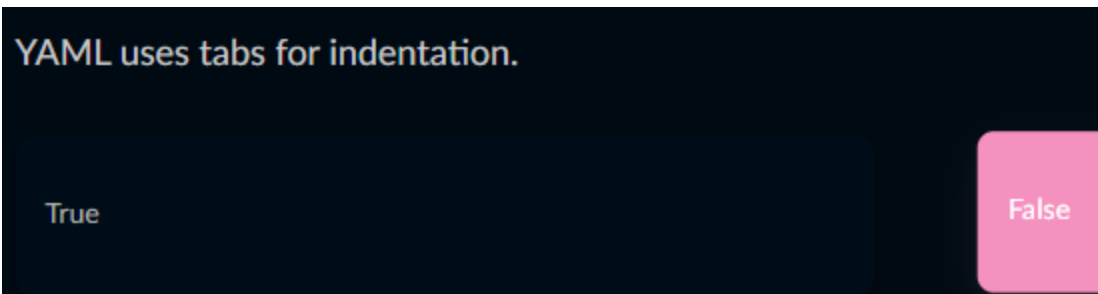 YAML uses tabs for indentation.
True
False